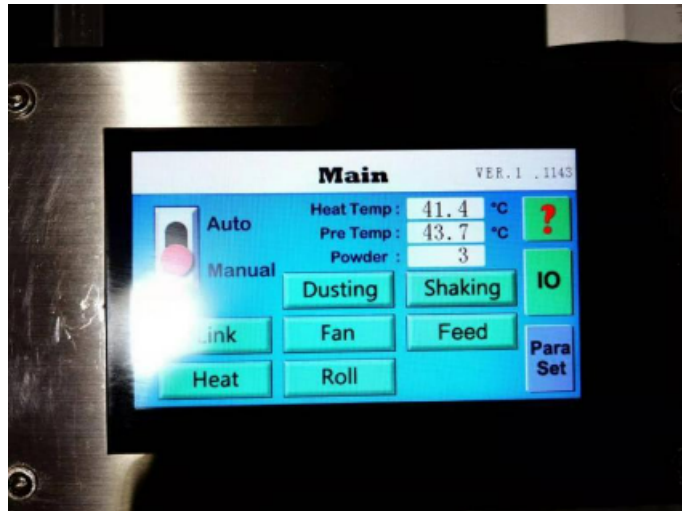 Main VER.1 .1143
Auto
Manual
Heat Temp : 41.4 °C
Pre Temp : 43.7 °C
Powder : 3
?
IO
Para
Set
Dusting Shaking
Fan Feed
Heat Roll